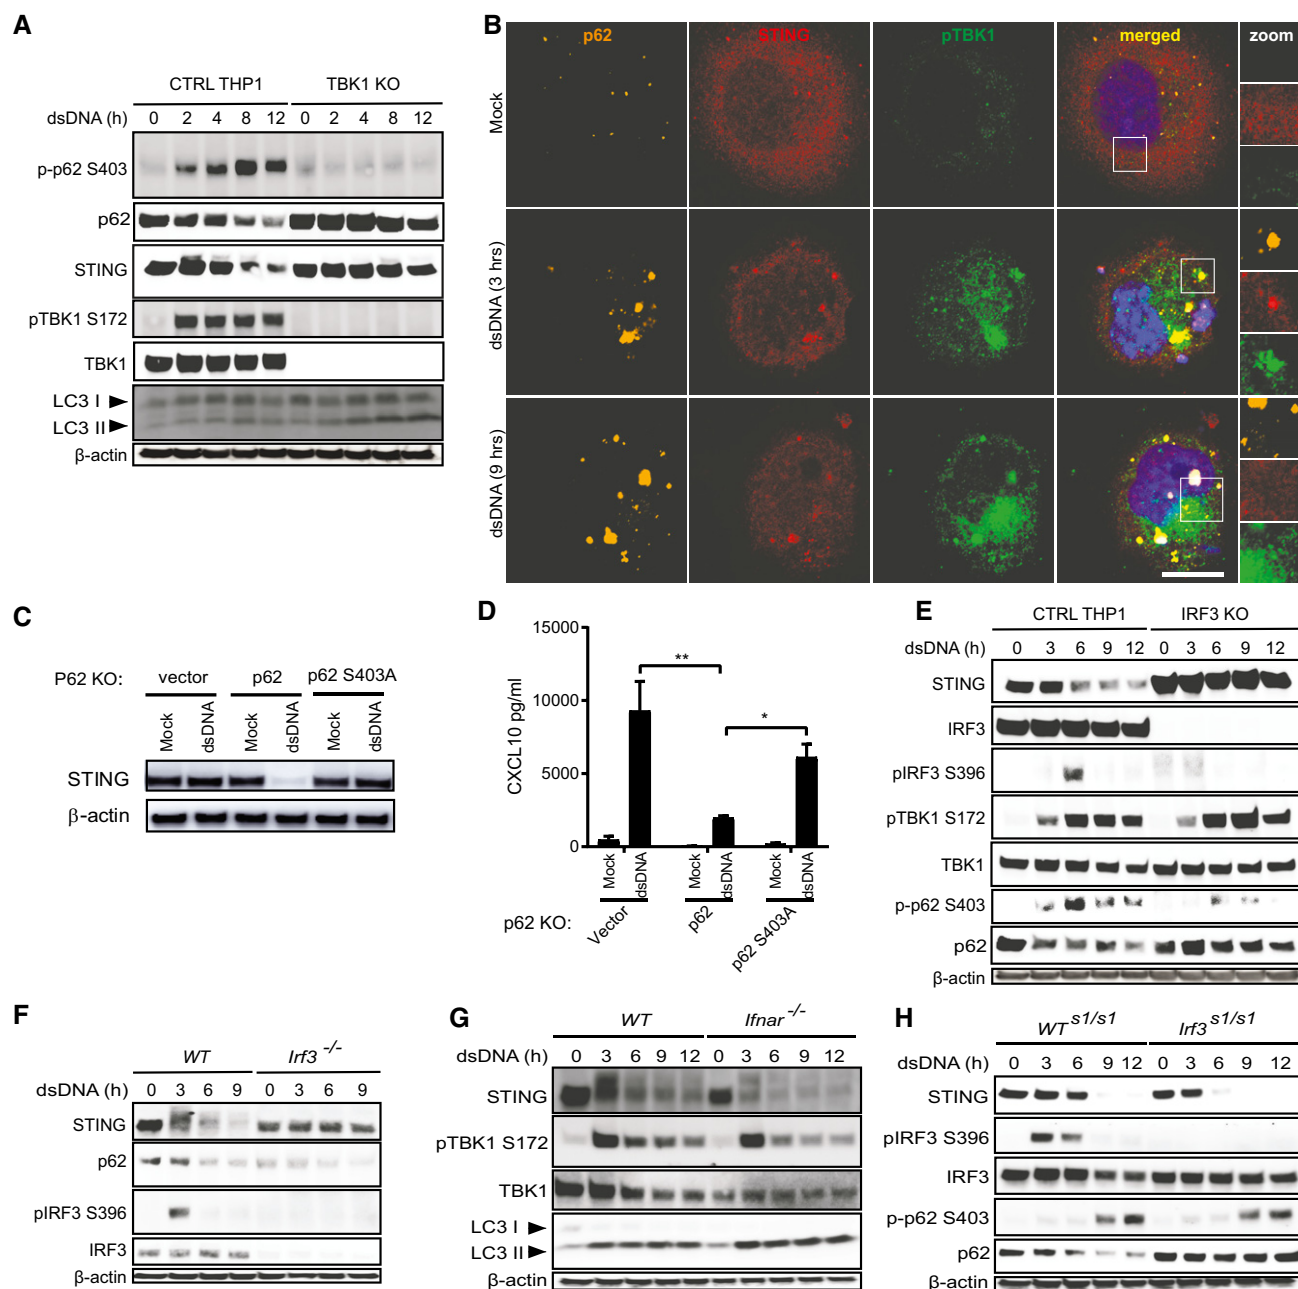 A
CTRL THP1 TBK1 KO
dsDNA (h) 0 2 4 8 12 0 2 4 8 12
p-p62 S403
p62
STING
pTBK1 S172
TBK1
LC3 I
LC3 II
β-actin
B
p62 STING pTBK1 merged zoom
Mock
dsDNA (3 hrs)
dsDNA (9 hrs)
C
P62 KO: vector p62 p62 S403A
Mock dsDNA Mock dsDNA Mock dsDNA
STING
β-actin
D
CXCL10 pg/ml
15000
10000
5000
0
**
*
Mock dsDNA Mock dsDNA Mock dsDNA
p62 KO: Vector p62 p62 S403A
E
CTRL THP1 IRF3 KO
dsDNA (h) 0 3 6 9 12 0 3 6 9 12
STING
IRF3
pIRF3 S396
pTBK1 S172
TBK1
p-p62 S403
p62
β-actin
F
WT Irf3 -/-
dsDNA (h) 0 3 6 9 0 3 6 9
STING
p62
pIRF3 S396
IRF3
β-actin
G
WT Ifnar -/-
dsDNA (h) 0 3 6 9 12 0 3 6 9 12
STING
pTBK1 S172
TBK1
LC3 I
LC3 II
β-actin
H
WT s1/s1 Irf3 s1/s1
dsDNA (h) 0 3 6 9 12 0 3 6 9 12
STING
pIRF3 S396
IRF3
p-p62 S403
p62
β-actin